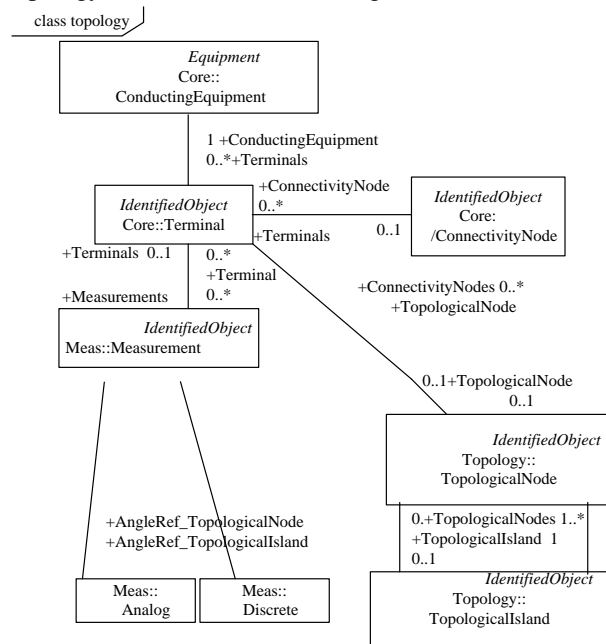 class topology
Equipment
Core::
ConductingEquipment
1 +ConductingEquipment
0..*+Terminals
IdentifiedObject
Core::Terminal
+ConnectivityNode
0..*
+Terminals
0..1
IdentifiedObject
Core:
/ConnectivityNode
+Terminals 0..1
0..*
+Terminal
0..*
+Measurements
+ConnectivityNodes 0..*
+TopologicalNode
IdentifiedObject
Meas::Measurement
0..1+TopologicalNode
0..1
IdentifiedObject
Topology::
TopologicalNode
+AngleRef_TopologicalNode
+AngleRef_TopologicalIsland
0.+TopologicalNodes 1..*
+TopologicalIsland 1
0..1
Meas::
Analog
Meas::
Discrete
IdentifiedObject
Topology::
TopologicalIsland